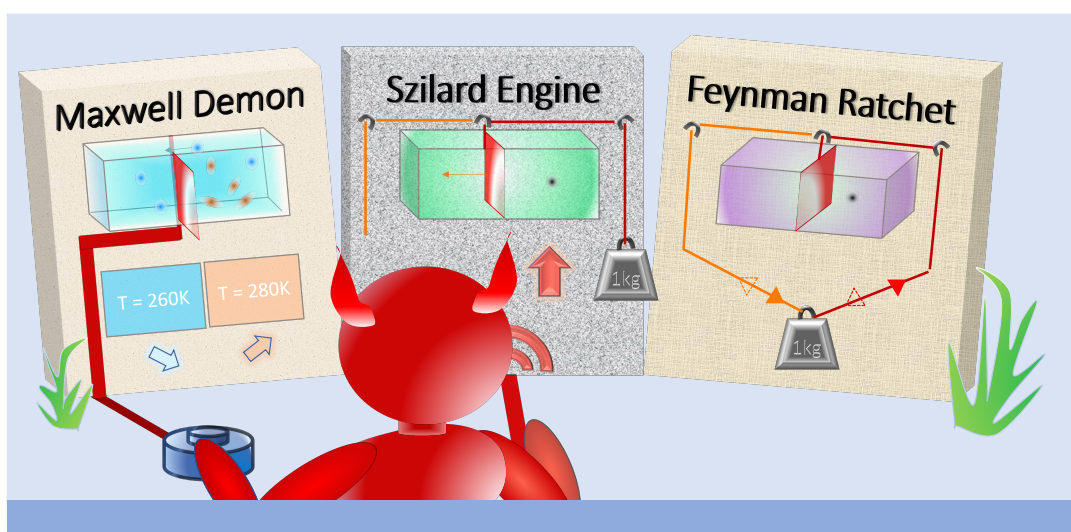 Maxwell Demon
T = 260K
T = 280K
Szilard Engine
1kg
Feynman Ratchet
1kg